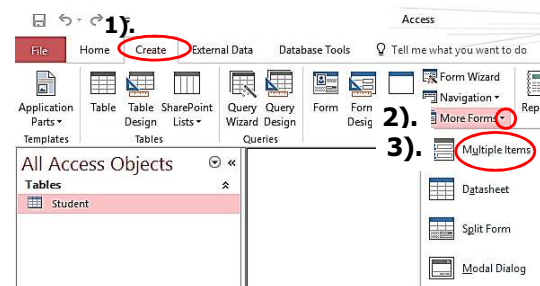 Access
1).
File Home Create External Data Database Tools Tell me what you want to do
Application Parts
Table
Table Design
SharePoint Lists
Query Wizard
Query Design
Form
Form Desig
Form Wizard
Navigation
2). More Forms
Rep
Templates Tables Queries
3). Multiple Items
Datasheet
Split Form
Modal Dialog
All Access Objects
Tables
Student